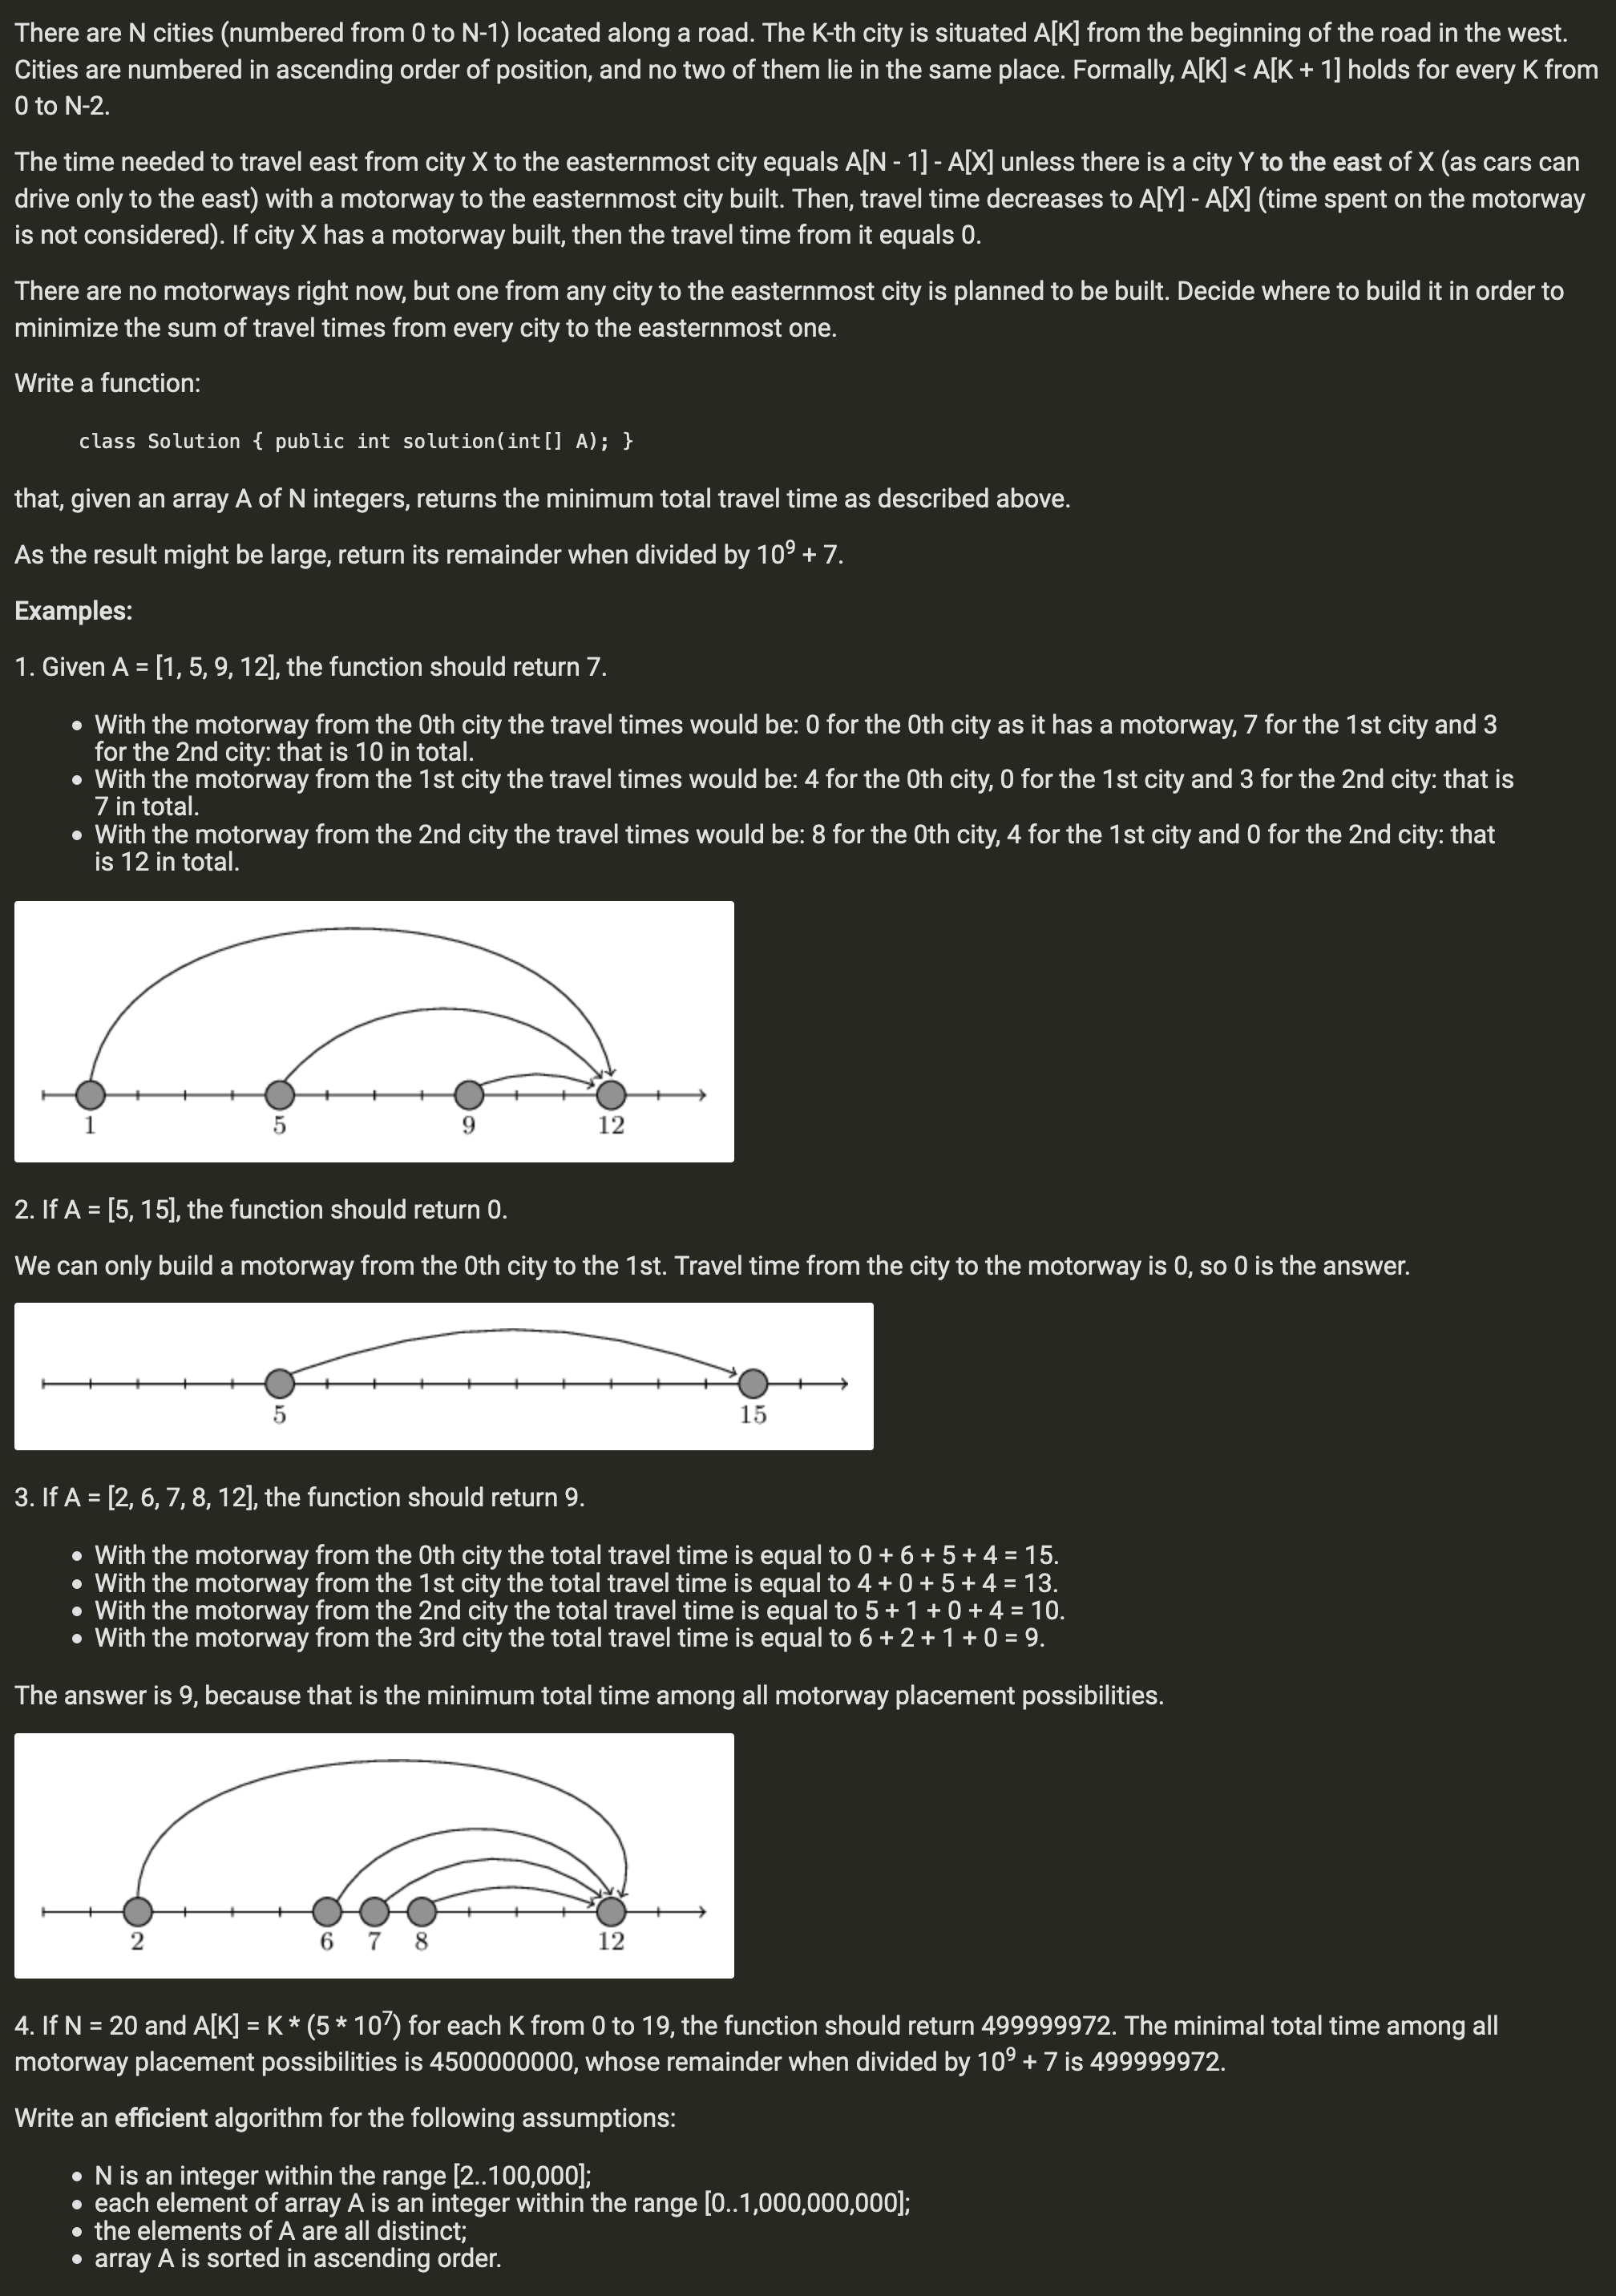 There are N cities (numbered from 0 to N-1) located along a road. The K-th city is situated A[K] from the beginning of the road in the west.
Cities are numbered in ascending order of position, and no two of them lie in the same place. Formally, A[K] < A[K + 1] holds for every K from
0 to N-2.
The time needed to travel east from city X to the easternmost city equals A[N - 1] - A[X] unless there is a city Y to the east of X (as cars can
drive only to the east) with a motorway to the easternmost city built. Then, travel time decreases to A[Y] - A[X] (time spent on the motorway
is not considered). If city X has a motorway built, then the travel time from it equals 0.
There are no motorways right now, but one from any city to the easternmost city is planned to be built. Decide where to build it in order to
minimize the sum of travel times from every city to the easternmost one.
Write a function:
class Solution { public int solution(int[] A); }
that, given an array A of N integers, returns the minimum total travel time as described above.
As the result might be large, return its remainder when divided by 10⁹ + 7.
Examples:
1. Given A = [1, 5, 9, 12], the function should return 7.
• With the motorway from the 0th city the travel times would be: 0 for the 0th city as it has a motorway, 7 for the 1st city and 3
for the 2nd city: that is 10 in total.
• With the motorway from the 1st city the travel times would be: 4 for the 0th city, 0 for the 1st city and 3 for the 2nd city: that is
7 in total.
• With the motorway from the 2nd city the travel times would be: 8 for the 0th city, 4 for the 1st city and 0 for the 2nd city: that
is 12 in total.
1 5 9 12
2. If A = [5, 15], the function should return 0.
We can only build a motorway from the 0th city to the 1st. Travel time from the city to the motorway is 0, so 0 is the answer.
5 15
3. If A = [2, 6, 7, 8, 12], the function should return 9.
• With the motorway from the 0th city the total travel time is equal to 0 + 6 + 5 + 4 = 15.
• With the motorway from the 1st city the total travel time is equal to 4 + 0 + 5 + 4 = 13.
• With the motorway from the 2nd city the total travel time is equal to 5 + 1 + 0 + 4 = 10.
• With the motorway from the 3rd city the total travel time is equal to 6 + 2 + 1 + 0 = 9.
The answer is 9, because that is the minimum total time among all motorway placement possibilities.
2 6 7 8 12
4. If N = 20 and A[K] = K * (5 * 10⁷) for each K from 0 to 19, the function should return 499999972. The minimal total time among all
motorway placement possibilities is 4500000000, whose remainder when divided by 10⁹ + 7 is 499999972.
Write an efficient algorithm for the following assumptions:
• N is an integer within the range [2..100,000];
• each element of array A is an integer within the range [0..1,000,000,000];
• the elements of A are all distinct;
• array A is sorted in ascending order.